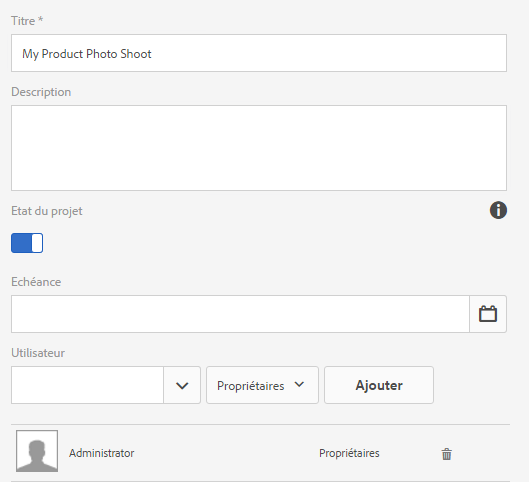 Titre *
My Product Photo Shoot
Description
Etat du projet
Echéance
Utilisateur
Propriétaires
Ajouter
Administrator
Propriétaires